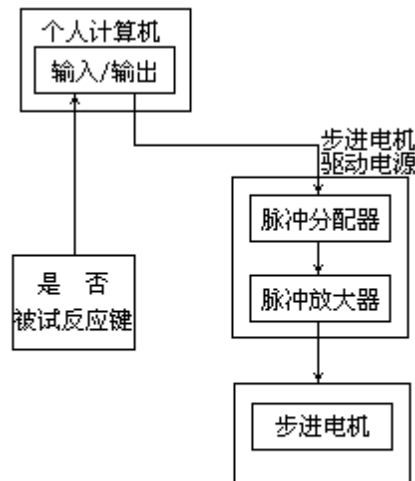 个人计算机
输入/输出
步进电机
驱动电源
脉冲分配器
是 否
被试反应键
脉冲放大器
步进电机